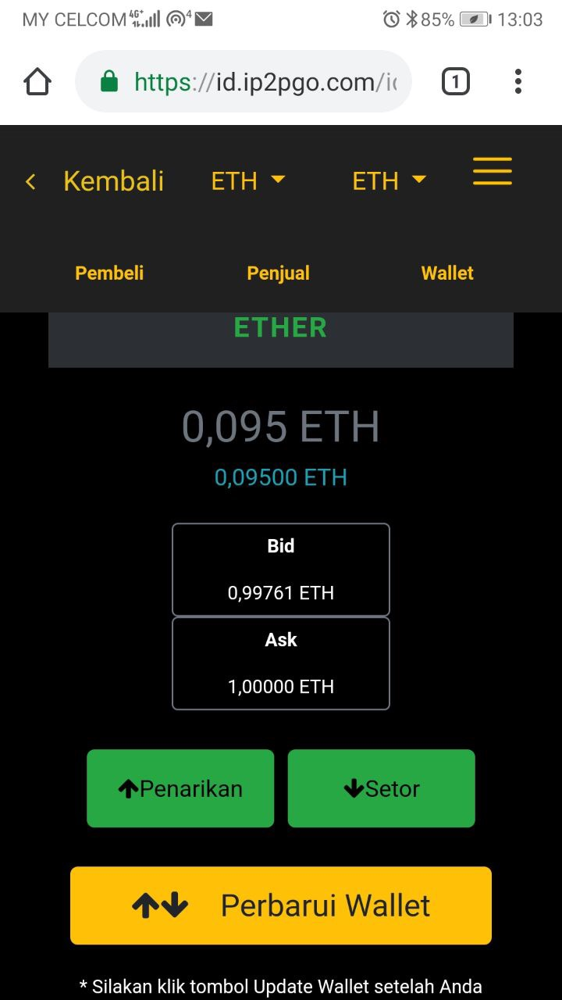 MY CELCOM 4G+ 4 85% 13:03
https://id.ip2pgo.com/i
1
Kembali ETH ETH
Pembeli Penjual Wallet
ETHER
0,095 ETH
0,09500 ETH
Bid
0,99761 ETH
Ask
1,00000 ETH
Penarikan Setor
Perbarui Wallet
* Silakan klik tombol Update Wallet setelah Anda